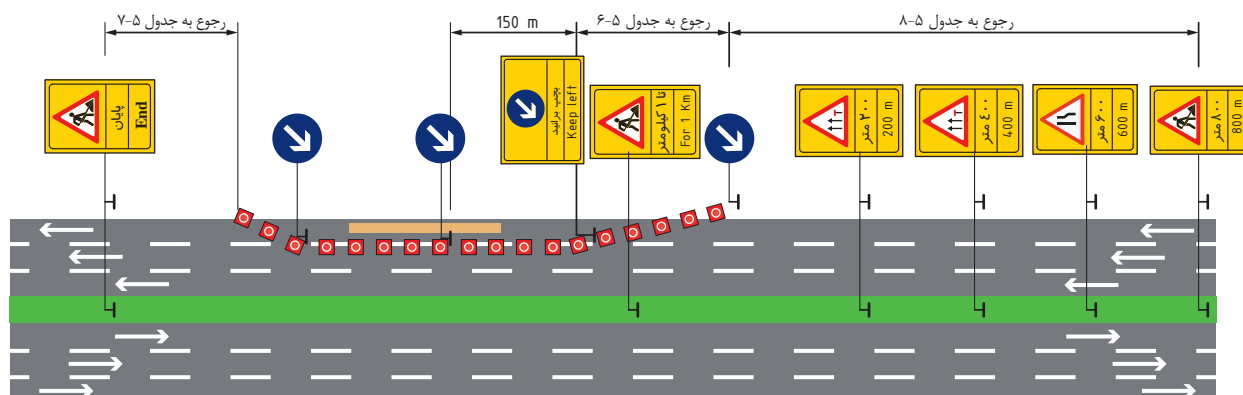 رجوع به جدول ۵-۷
150 m
رجوع به جدول ۵-۶
رجوع به جدول ۵-۸
پایان
End
بچپ برانید
Keep left
تا ۱ کیلومتر
For 1 Km
۲۰۰ متر
200 m
۴۰۰ متر
400 m
۶۰۰ متر
600 m
۸۰۰ متر
800 m